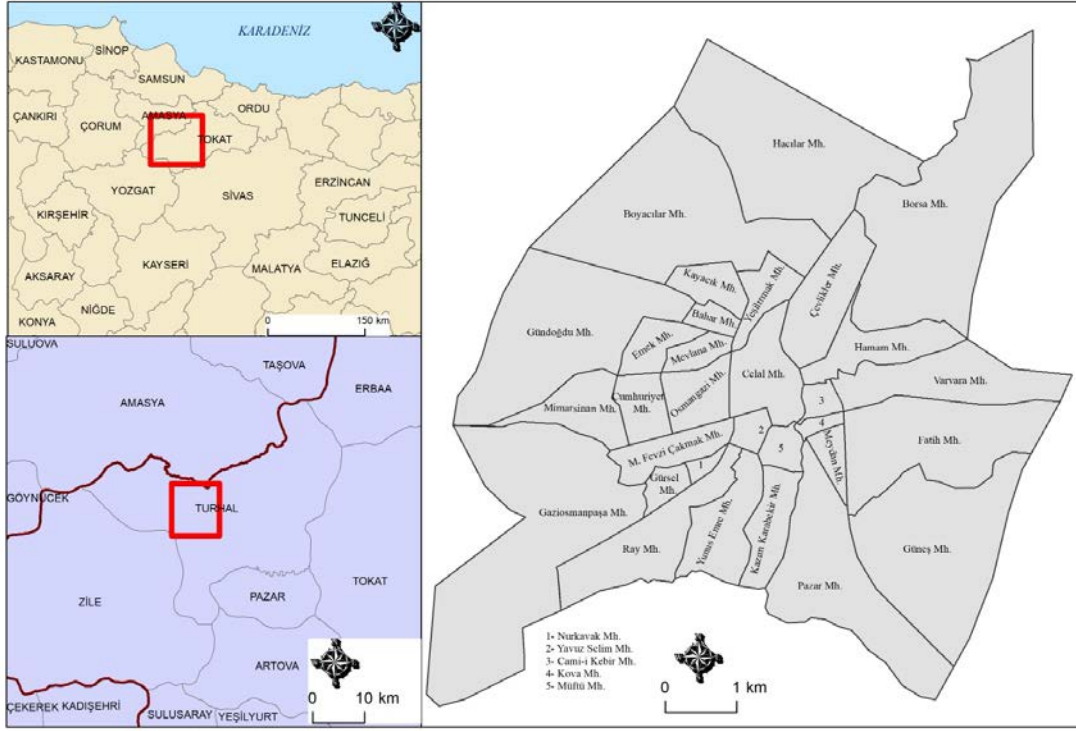 KARADENİZ
SİNOP
KASTAMONU
SAMSUN
ORDU
ÇANKIRI
ÇORUM
AMASYA
TOKAT
YOZGAT
SİVAS
ERZİNCAN
KIRŞEHİR
TUNCELİ
KAYSERİ
MALATYA
ELAZIĞ
AKSARAY
NİĞDE
KONYA
0 150 km
SULUOVA
TAŞOVA
ERBAA
AMASYA
GÖYNÜCEK
TURHAL
ZİLE
PAZAR
TOKAT
ARTOVA
ÇEKEREK KADIŞEHRİ
SULUSARAY YEŞİLYURT
0 10 km
Hacılar Mh.
Borsa Mh.
Boyacılar Mh.
Kayacık Mh.
Yeşilırmak Mh.
Çevlikler Mh.
Bahar Mh.
Gündoğdu Mh.
Emek Mh.
Mevlana Mh.
Hamam Mh.
Celal Mh.
Varvara Mh.
Osmangazi Mh.
Cumhuriyet
Mh.
Mimarsinan Mh.
3
4
2
M. Fevzi Çakmak Mh.
5
Meydan Mh.
Fatih Mh.
1
Gürsel
Mh.
Gaziosmanpaşa Mh.
Ray Mh.
Yunus Emre Mh.
Kazım Karabekir Mh.
Güneş Mh.
Pazar Mh.
1- Nurkavak Mh.
2- Yavuz Selim Mh.
3- Cami-i Kebir Mh.
4- Kova Mh.
5- Müftü Mh.
0 1 km